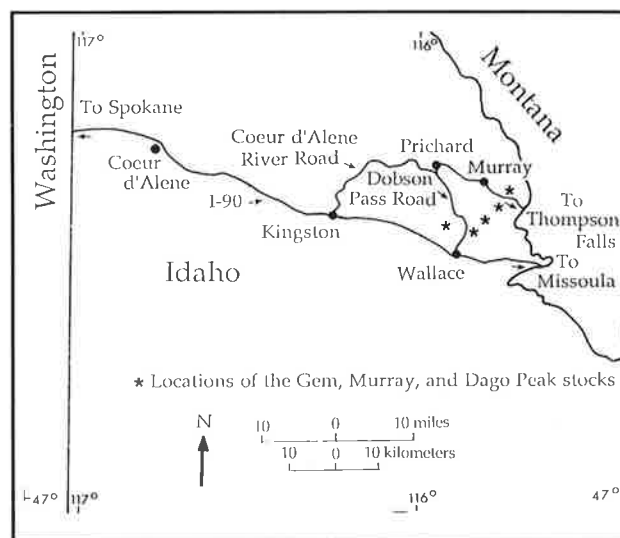 117°
116°
Washington
Montana
To Spokane
Coeur
d'Alene
Coeur d'Alene
River Road
Prichard
Murray
Dobson
Pass Road
I-90
Kingston
To
Thompson
Falls
To
Missoula
Wallace
Idaho
* Locations of the Gem, Murray, and Dago Peak stocks
N
10 0 10 miles
10 0 10 kilometers
47°
117°
116°
47°